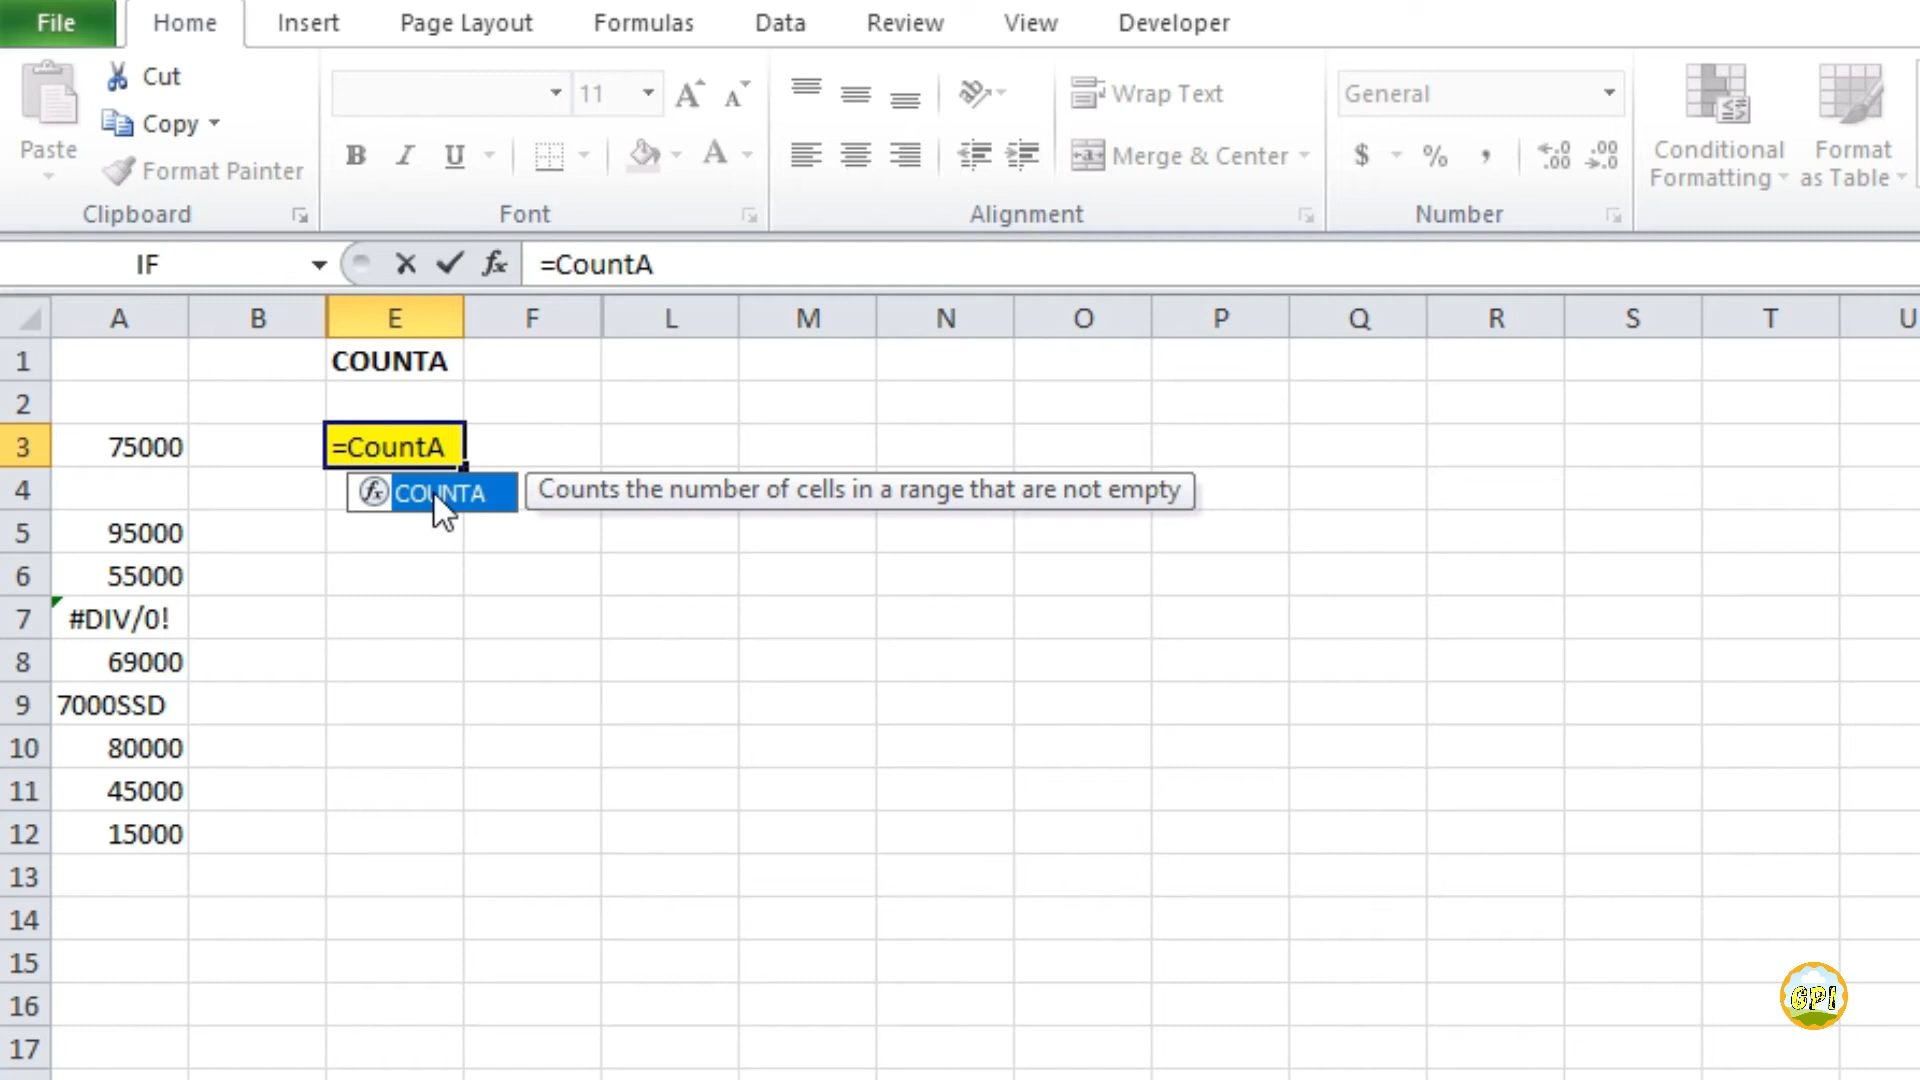 File Home Insert Page Layout Formulas Data Review View Developer
Cut
Copy
Format Painter
Paste
Clipboard
11
B I U
Font
Wrap Text
Merge & Center
Alignment
General
$ % ,
Number
Conditional Formatting
Format as Table
IF fx =CountA
A B E F L M N O P Q R S T U
1 COUNTA
2
3 75000 =CountA
4 fx COUNTA Counts the number of cells in a range that are not empty
5 95000
6 55000
7 #DIV/0!
8 69000
9 7000SSD
10 80000
11 45000
12 15000
13
14
15
16 GPI
17